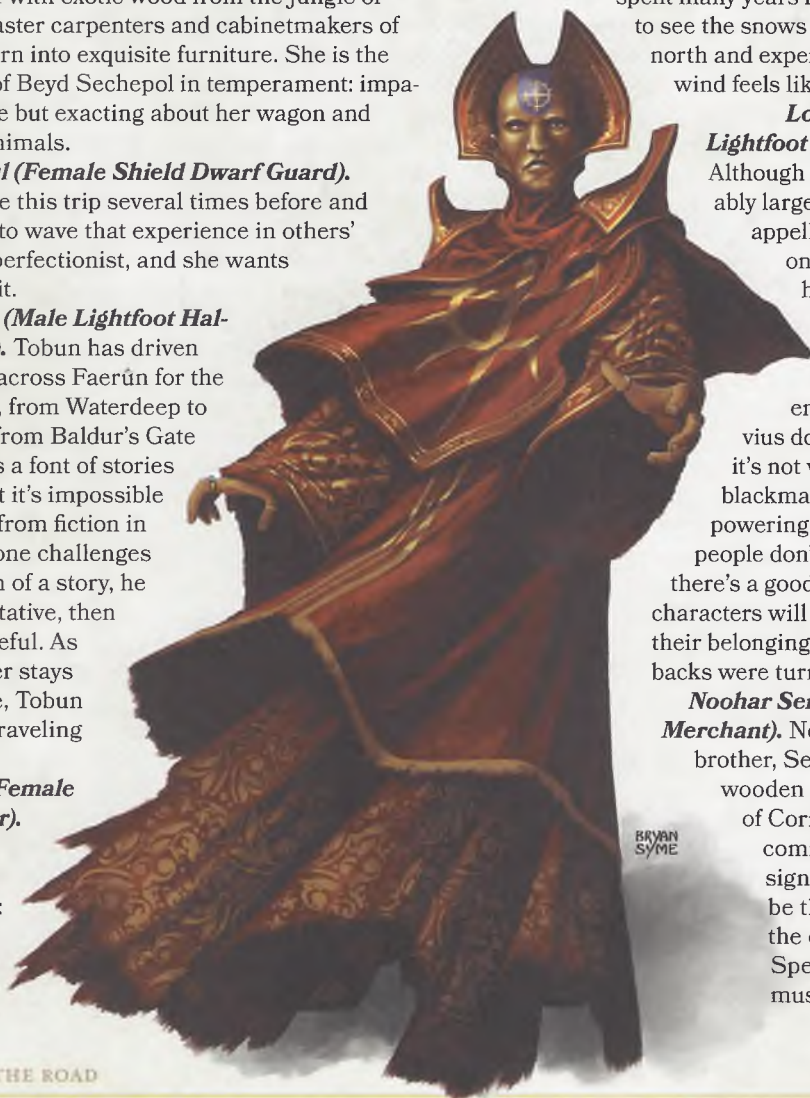 with exotic wood from the jungle of
aster carpenters and cabinetmakers of
rn into exquisite furniture. She is the
of Beyd Sechepol in temperament: impa-
e but exacting about her wagon and
nimals.
l (Female Shield Dwarf Guard).
e this trip several times before and
to wave that experience in others'
perfectionist, and she wants
it.
(Male Lightfoot Hal-
. Tobun has driven
across Faerûn for the
, from Waterdeep to
from Baldur's Gate
s a font of stories
t it's impossible
from fiction in
one challenges
n of a story, he
tative, then
eful. As
er stays
e, Tobun
raveling
Female
r).
:
THE ROAD
spent many years
to see the snows
north and exper
wind feels lik
Lo
Lightfoot
Although
ably large
appell
on
h
en
vius do
it's not
blackma
powering
people don'
there's a good
characters will
their belonging
backs were turn
Noohar Ser
Merchant). No
brother, Se
wooden
of Cor
com
sign
be th
the
Spe
mus
BRYAN
SYME